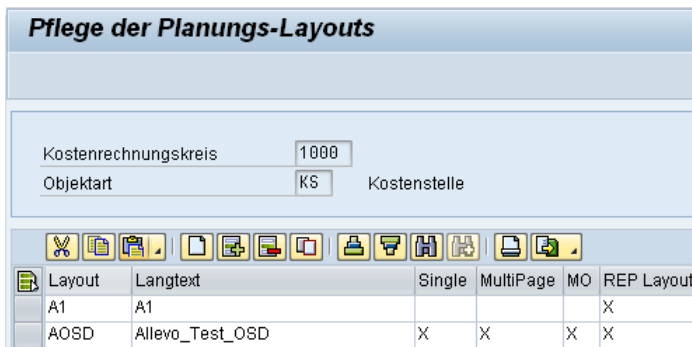 Pflege der Planungs-Layouts
Kostenrechnungskreis 1000
Objektart KS Kostenstelle
Layout Langtext Single MultiPage MO REP Layout
A1 A1 X
AOSD Allevo_Test_OSD X X X X